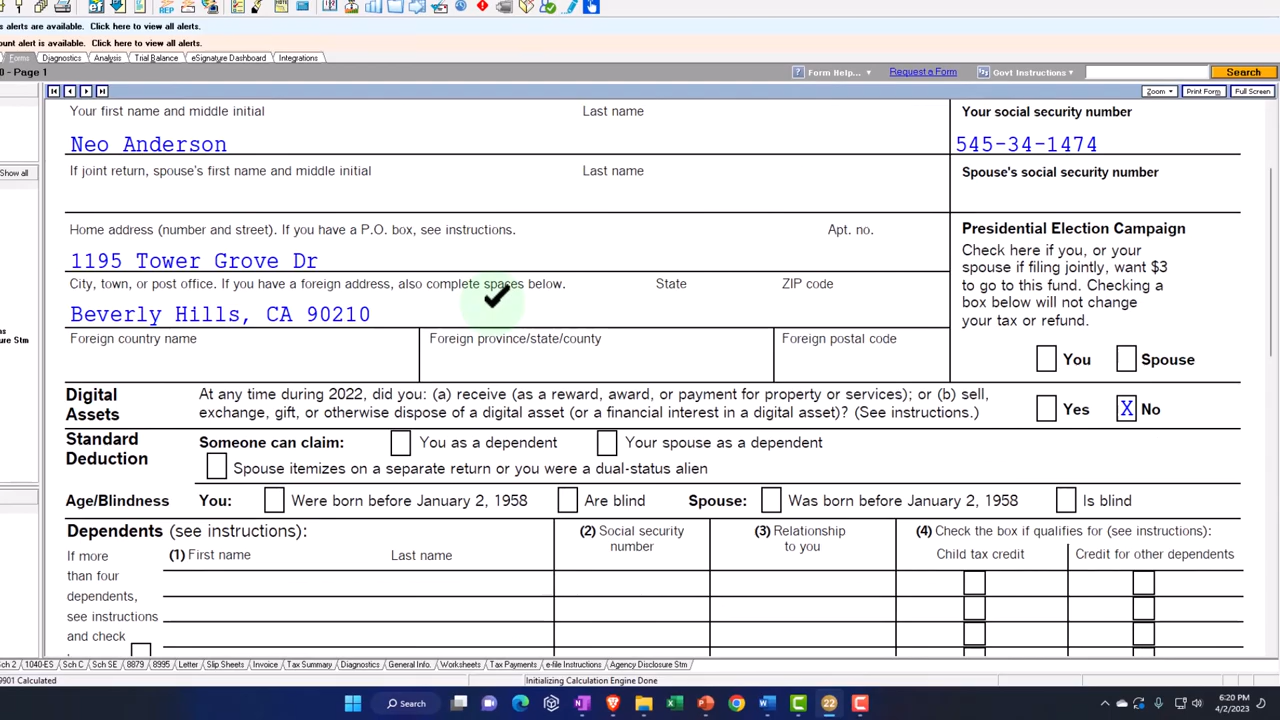 s alerts are available. Click here to view all alerts.
ount alert is available. Click here to view all alerts.
Forms Diagnostics Analysis Trial Balance eSignature Dashboard Integrations
0 - Page 1
Form Help... Request a Form Govt Instructions Search
Zoom Print Form Full Screen
Your first name and middle initial Last name Your social security number
Neo Anderson 545-34-1474
If joint return, spouse's first name and middle initial Last name Spouse's social security number
Home address (number and street). If you have a P.O. box, see instructions. Apt. no.
1195 Tower Grove Dr
City, town, or post office. If you have a foreign address, also complete spaces below. State ZIP code
Beverly Hills, CA 90210
Foreign country name Foreign province/state/county Foreign postal code
Presidential Election Campaign
Check here if you, or your
spouse if filing jointly, want $3
to go to this fund. Checking a
box below will not change
your tax or refund.
You Spouse
Digital
Assets
At any time during 2022, did you: (a) receive (as a reward, award, or payment for property or services); or (b) sell,
exchange, gift, or otherwise dispose of a digital asset (or a financial interest in a digital asset)? (See instructions.)
Yes X No
Standard
Deduction
Someone can claim: You as a dependent Your spouse as a dependent
Spouse itemizes on a separate return or you were a dual-status alien
Age/Blindness You: Were born before January 2, 1958 Are blind Spouse: Was born before January 2, 1958 Is blind
Dependents (see instructions):
(2) Social security
number
(3) Relationship
to you
(4) Check the box if qualifies for (see instructions):
If more
than four
dependents,
see instructions
and check
(1) First name Last name
Child tax credit Credit for other dependents
Show all
as
ture Stm
Sch 2 1040-ES Sch C Sch SE 8879 8995 Letter Slip Sheets Invoice Tax Summary Diagnostics General Info. Worksheets Tax Payments e-file Instructions Agency Disclosure Stm
9901 Calculated Initializing Calculation Engine Done
Search
22
6:20 PM
4/2/2023